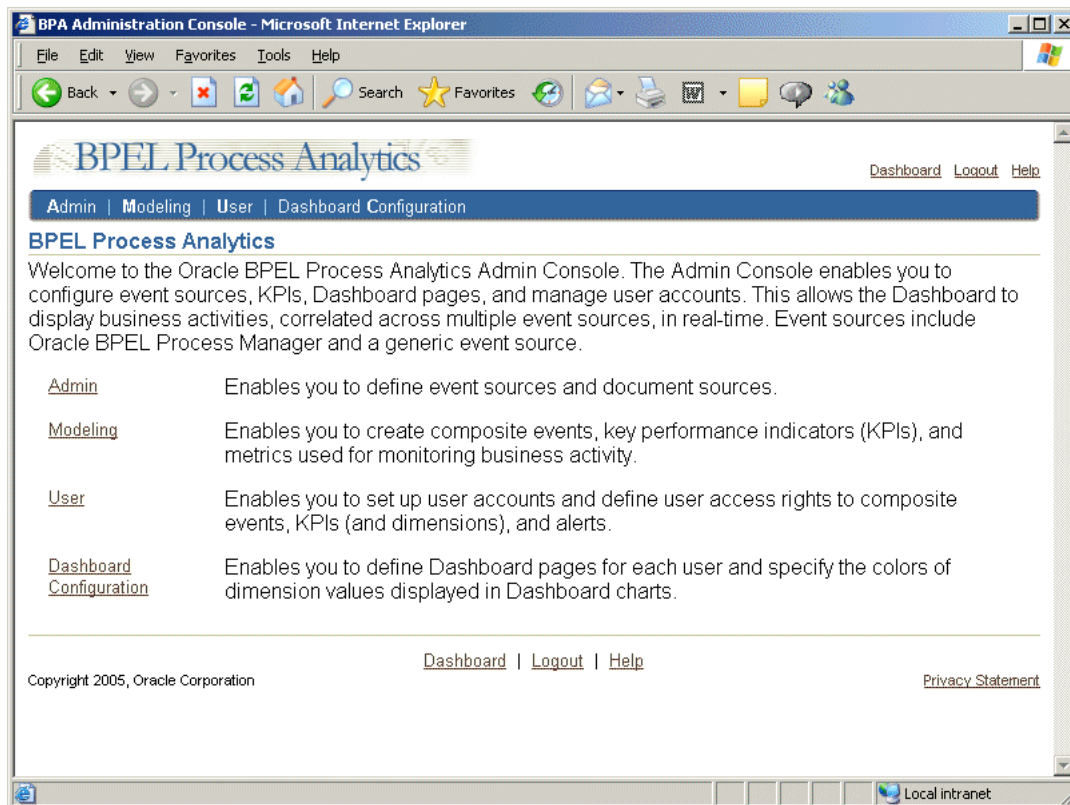 BPA Administration Console - Microsoft Internet Explorer
File Edit View Favorites Tools Help
Back Search Favorites
BPEL Process Analytics
Dashboard Logout Help
Admin | Modeling | User | Dashboard Configuration
BPEL Process Analytics
Welcome to the Oracle BPEL Process Analytics Admin Console. The Admin Console enables you to
configure event sources, KPIs, Dashboard pages, and manage user accounts. This allows the Dashboard to
display business activities, correlated across multiple event sources, in real-time. Event sources include
Oracle BPEL Process Manager and a generic event source.
Admin Enables you to define event sources and document sources.
Modeling Enables you to create composite events, key performance indicators (KPIs), and
metrics used for monitoring business activity.
User Enables you to set up user accounts and define user access rights to composite
events, KPIs (and dimensions), and alerts.
Dashboard Enables you to define Dashboard pages for each user and specify the colors of
Configuration dimension values displayed in Dashboard charts.
Dashboard | Logout | Help
Copyright 2005, Oracle Corporation Privacy Statement
Local intranet